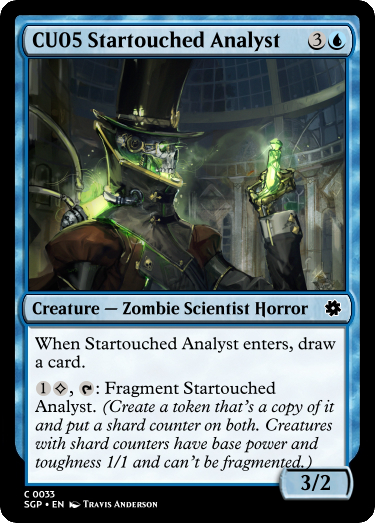 CU05 Startouched Analyst 3
Creature — Zombie Scientist Horror
When Startouched Analyst enters, draw
a card.
1, : Fragment Startouched
Analyst. (Create a token that's a copy of it
and put a shard counter on both. Creatures
with shard counters have base power and
toughness 1/1 and can't be fragmented.)
3/2
C 0033
SGP • EN Travis Anderson